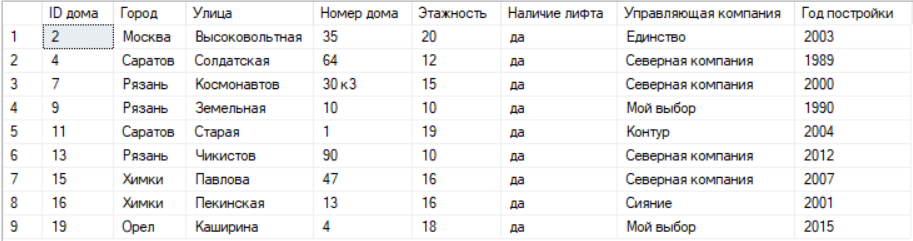 ID дома Город Улица Номер дома Этажность Наличие лифта Управляющая компания Год постройки
1 2 Москва Высоковольтная 35 20 да Единство 2003
2 4 Саратов Солдатская 64 12 да Северная компания 1989
3 7 Рязань Космонавтов 30 к3 15 да Северная компания 2000
4 9 Рязань Земельная 10 10 да Мой выбор 1990
5 11 Саратов Старая 1 19 да Контур 2004
6 13 Рязань Чикистов 90 10 да Северная компания 2012
7 15 Химки Павлова 47 16 да Северная компания 2007
8 16 Химки Пекинская 13 16 да Сияние 2001
9 19 Орел Каширина 4 18 да Мой выбор 2015